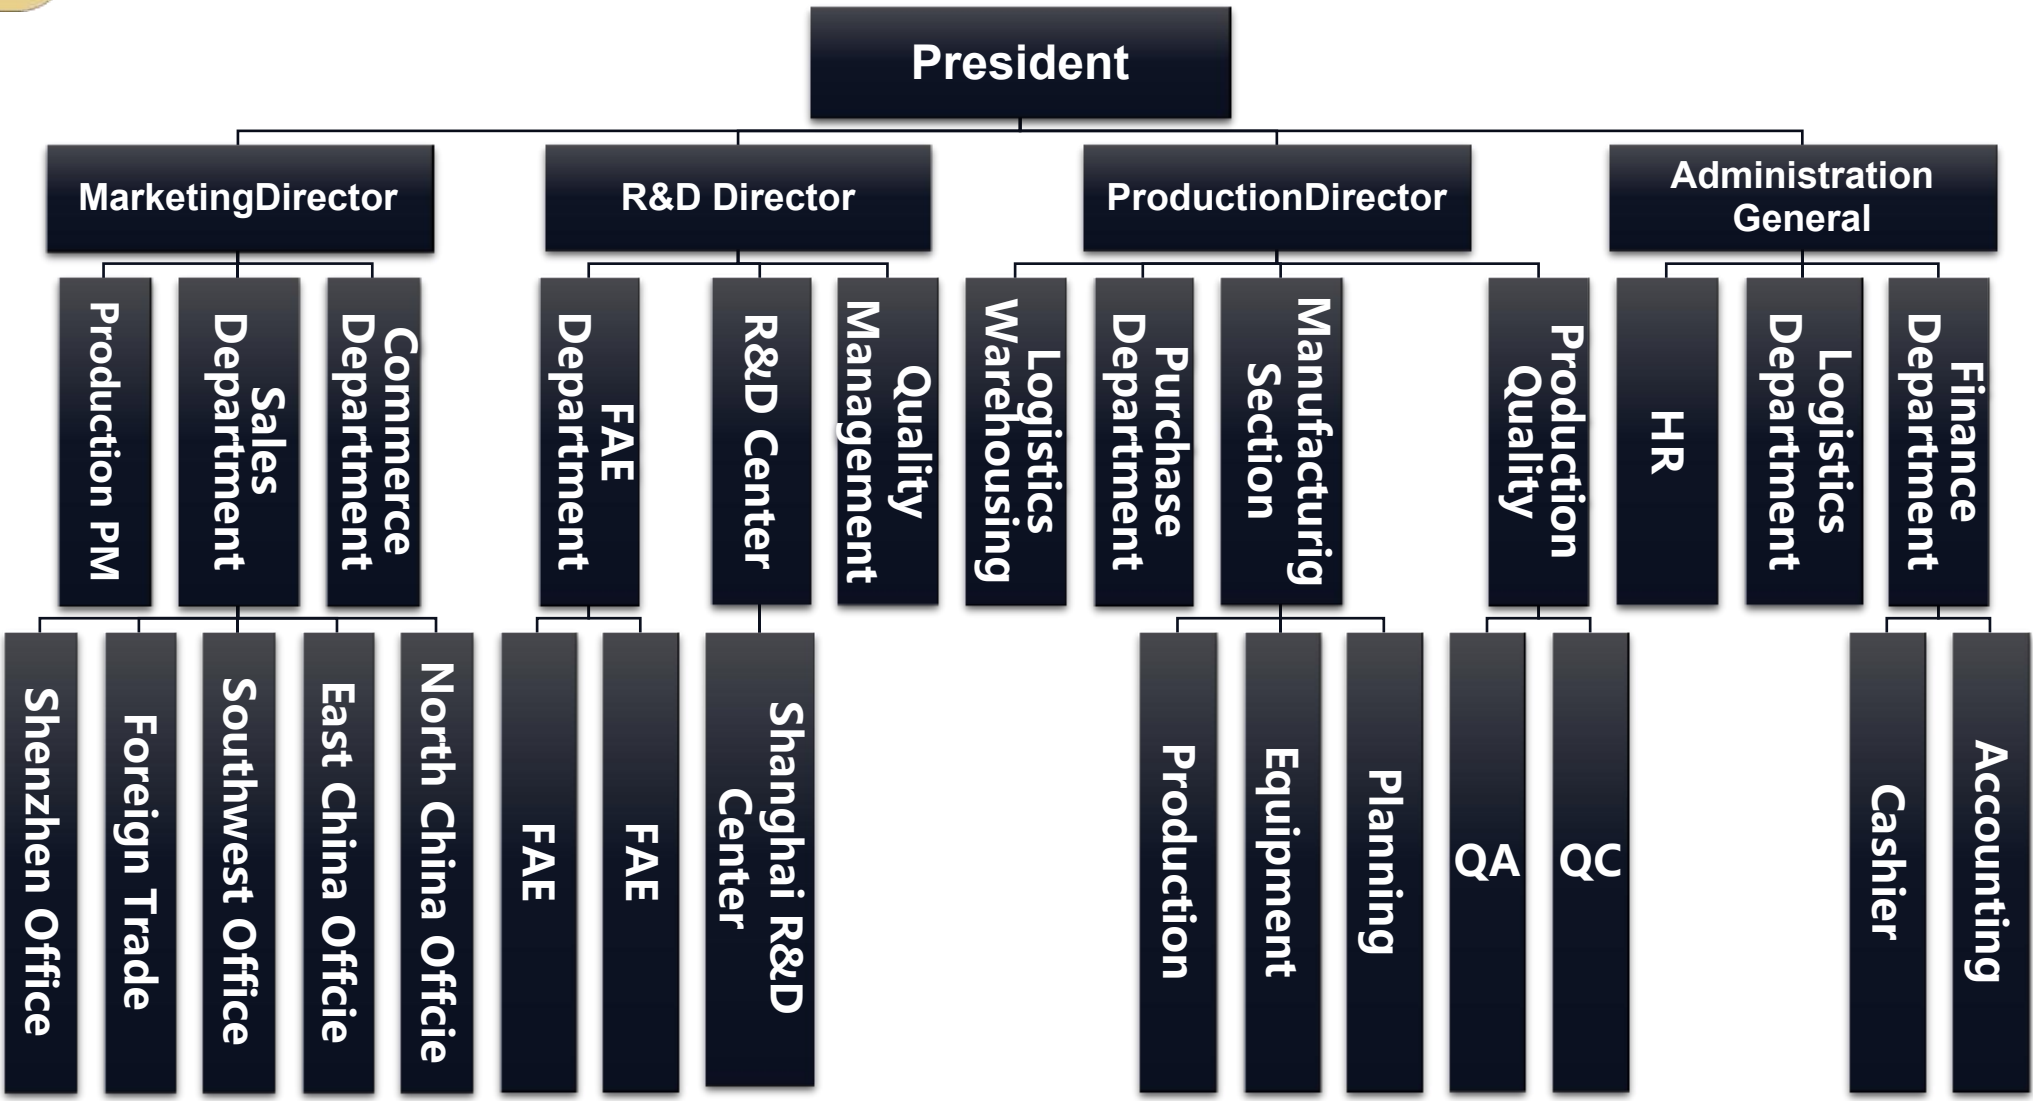 President
MarketingDirector
R&D Director
ProductionDirector
Administration
General
Production PM
Sales
Department
Commerce
Department
FAE
Department
R&D Center
Quality
Management
Logistics
Warehousing
Purchase
Department
Manufacturig
Section
Production
Quality
HR
Logistics
Department
Finance
Department
Shenzhen Office
Foreign Trade
Southwest Office
East China Offcie
North China Offcie
FAE
FAE
Shanghai R&D
Center
Production
Equipment
Planning
QA
QC
Cashier
Accounting